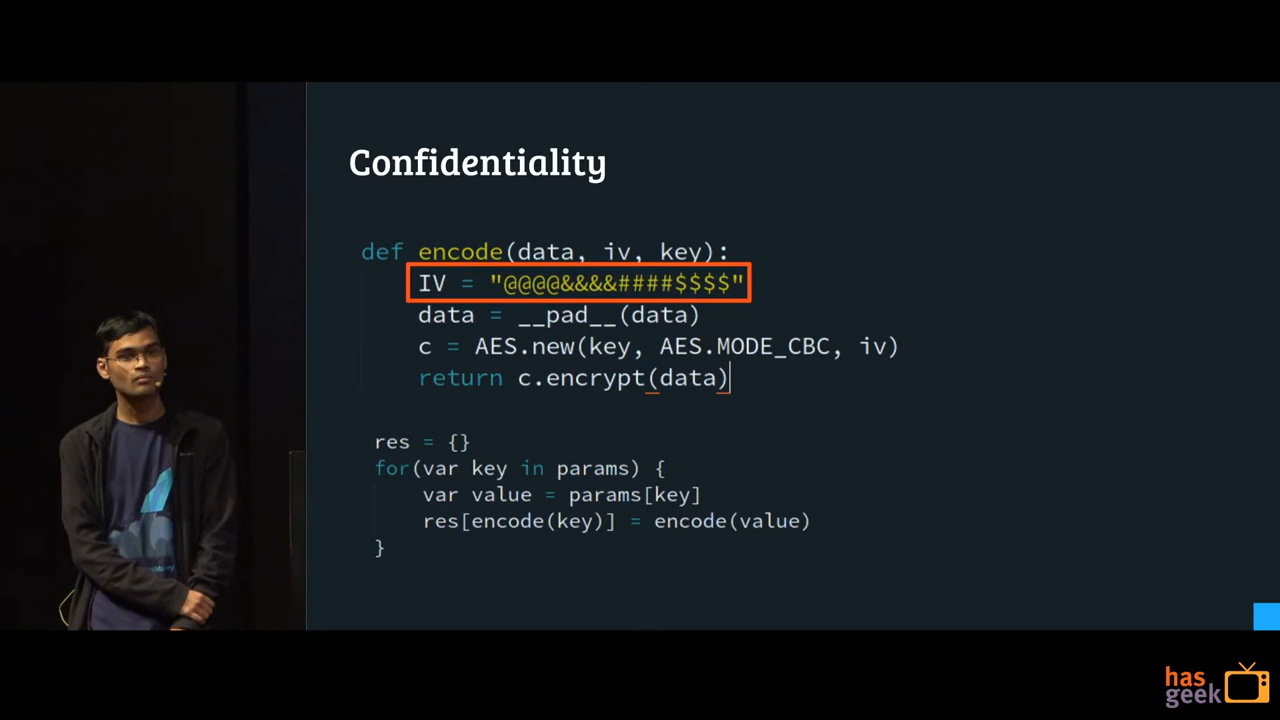 Confidentiality
def encode(data, iv, key):
IV = "@@@@&&&&####$$$$"
data = __pad__(data)
c = AES.new(key, AES.MODE_CBC, iv)
return c.encrypt(data)
res = {}
for(var key in params) {
var value = params[key]
res[encode(key)] = encode(value)
}
has
geek